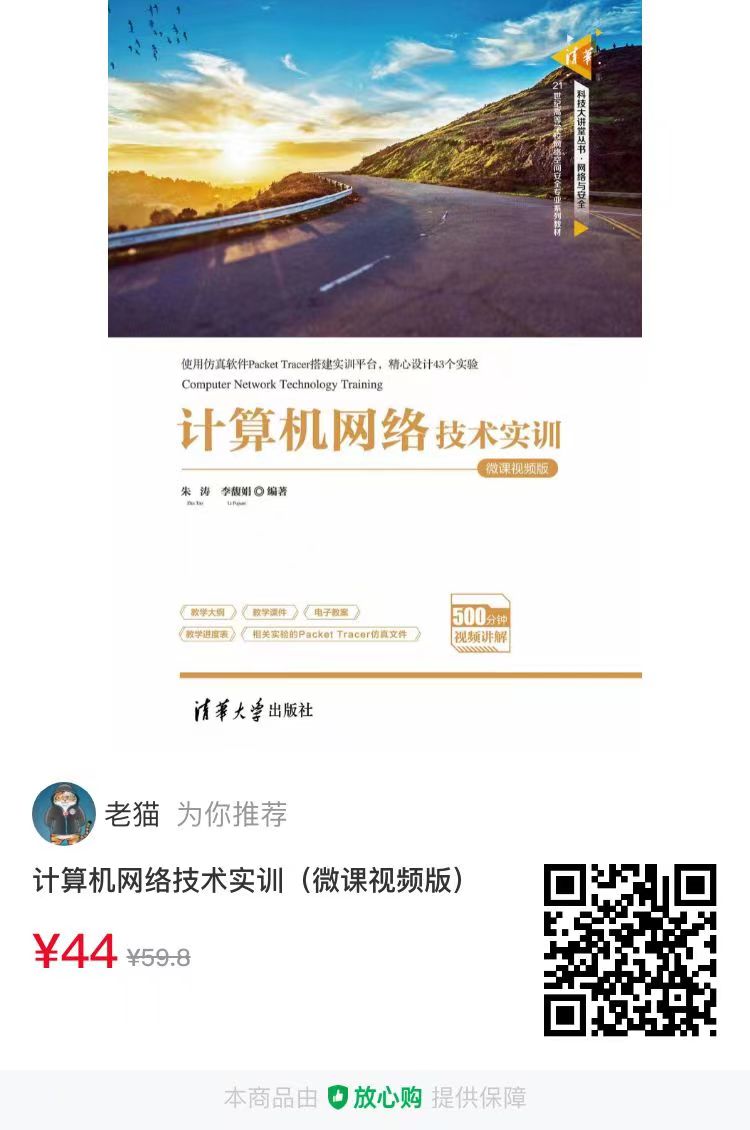 清华
科技大讲堂丛书·网络与安全
21世纪高等学校网络空间安全专业系列教材
使用仿真软件Packet Tracer搭建实训平台，精心设计43个实验
Computer Network Technology Training
计算机网络技术实训
微课视频版
朱 涛 李馥娟◎编著
Zhu Tao Li Fujuan
教学大纲 教学课件 电子教案
教学进度表 相关实验的Packet Tracer仿真文件
500分钟
视频讲解
清华大学出版社
老猫 为你推荐
计算机网络技术实训（微课视频版）
¥44 ¥59.8
本商品由 放心购 提供保障